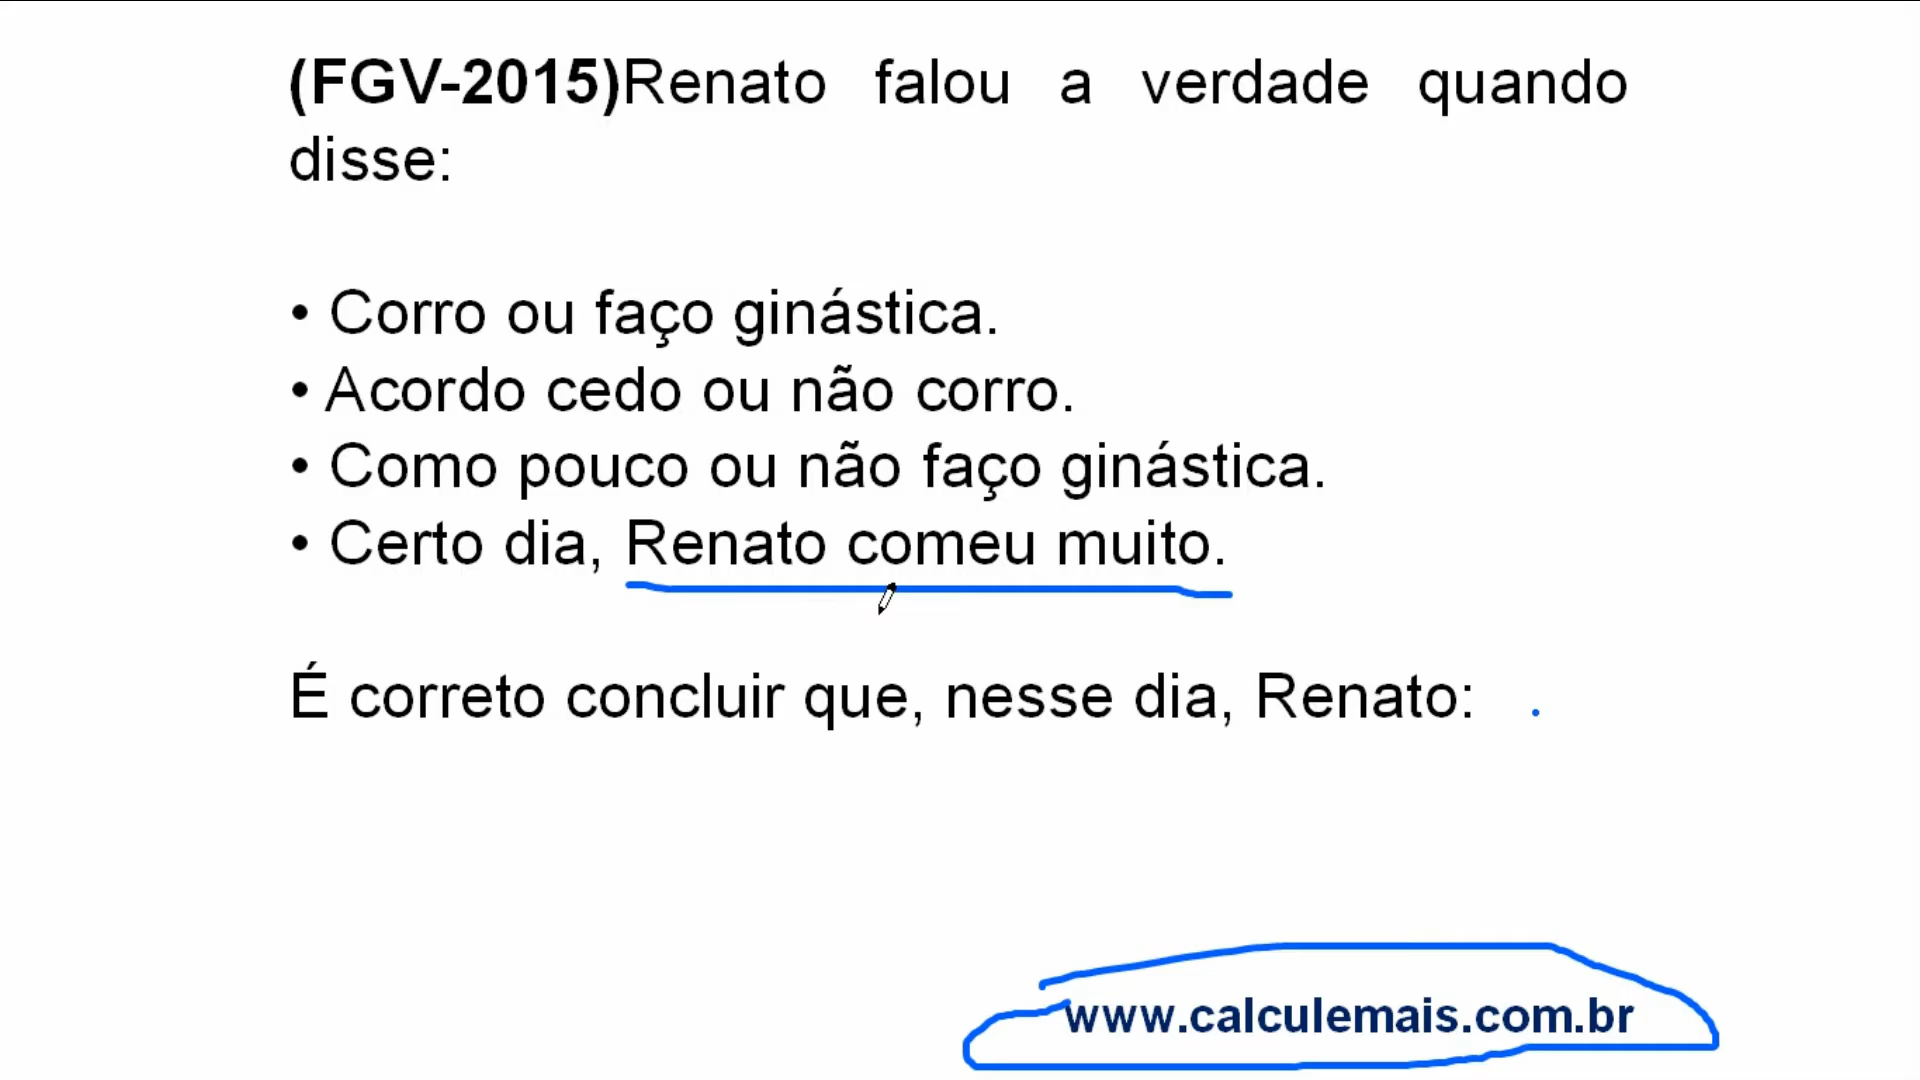 (FGV-2015)Renato falou a verdade quando
disse:
• Corro ou faço ginástica.
• Acordo cedo ou não corro.
• Como pouco ou não faço ginástica.
• Certo dia, Renato comeu muito.
É correto concluir que, nesse dia, Renato:
www.calculemais.com.br